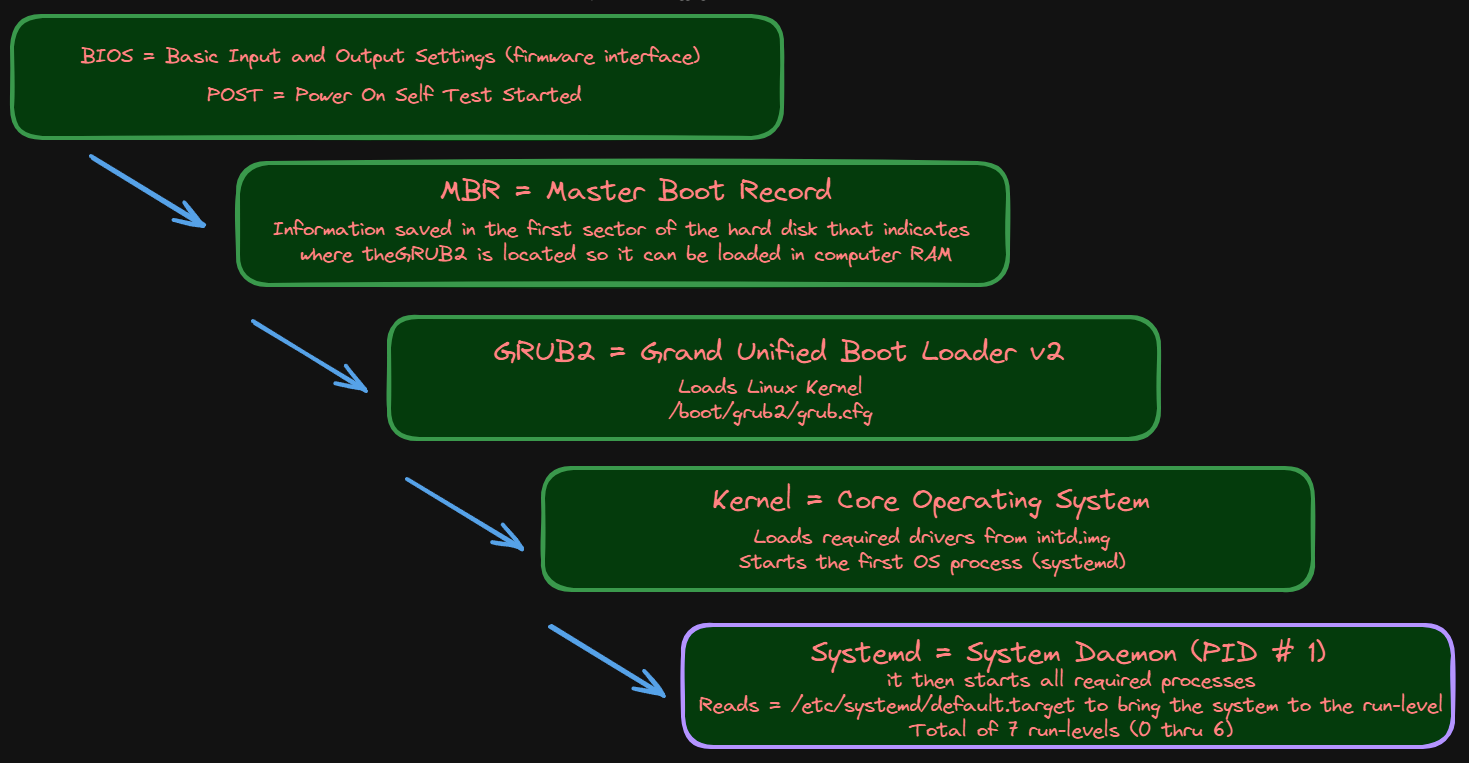 BIOS = Basic Input and Output Settings (firmware interface)
POST = Power On Self Test Started
MBR = Master Boot Record
Information saved in the first sector of the hard disk that indicates
where theGRUB2 is located so it can be loaded in computer RAM
GRUB2 = Grand Unified Boot Loader v2
Loads Linux Kernel
/boot/grub2/grub.cfg
Kernel = Core Operating System
Loads required drivers from initd.img
Starts the first OS process (systemd)
Systemd = System Daemon (PID # 1)
it then starts all required processes
Reads = /etc/systemd/default.target to bring the system to the run-level
Total of 7 run-levels (0 thru 6)